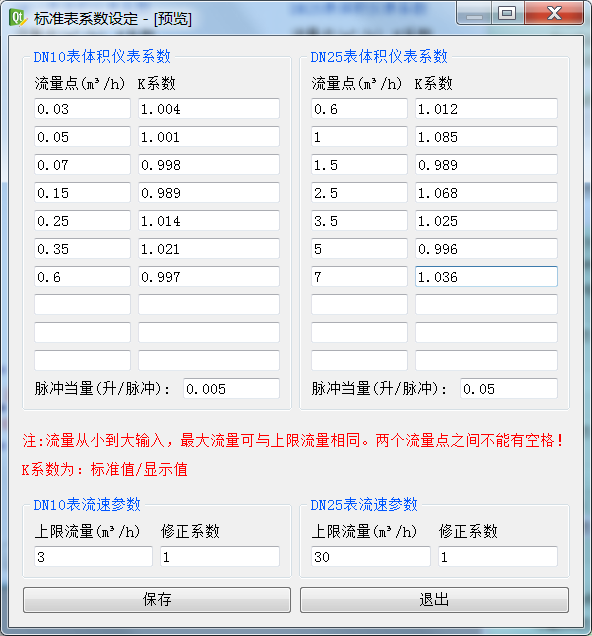 标准表系数设定 - [预览]
DN10表体积仪表系数
流量点(m³/h) K系数
0.03 1.004
0.05 1.001
0.07 0.998
0.15 0.989
0.25 1.014
0.35 1.021
0.6 0.997
脉冲当量(升/脉冲): 0.005
DN25表体积仪表系数
流量点(m³/h) K系数
0.6 1.012
1 1.085
1.5 0.989
2.5 1.068
3.5 1.025
5 0.996
7 1.036
脉冲当量(升/脉冲): 0.05
注:流量从小到大输入，最大流量可与上限流量相同。两个流量点之间不能有空格!
K系数为: 标准值/显示值
DN10表流速参数
上限流量(m³/h) 修正系数
3 1
DN25表流速参数
上限流量(m³/h) 修正系数
30 1
保存
退出